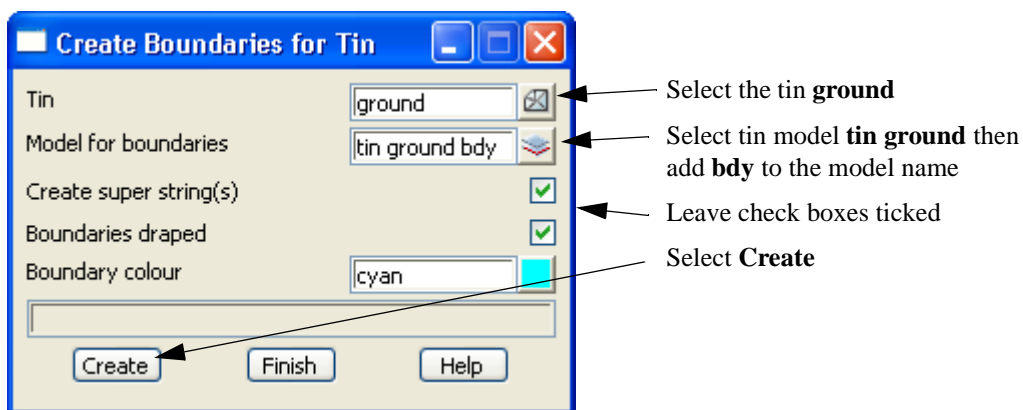 Create Boundaries for Tin
Tin
ground
Select the tin ground
Model for boundaries
tin ground bdy
Select tin model tin ground then
add bdy to the model name
Create super string(s)
Leave check boxes ticked
Boundaries draped
Boundary colour
cyan
Select Create
Create
Finish
Help